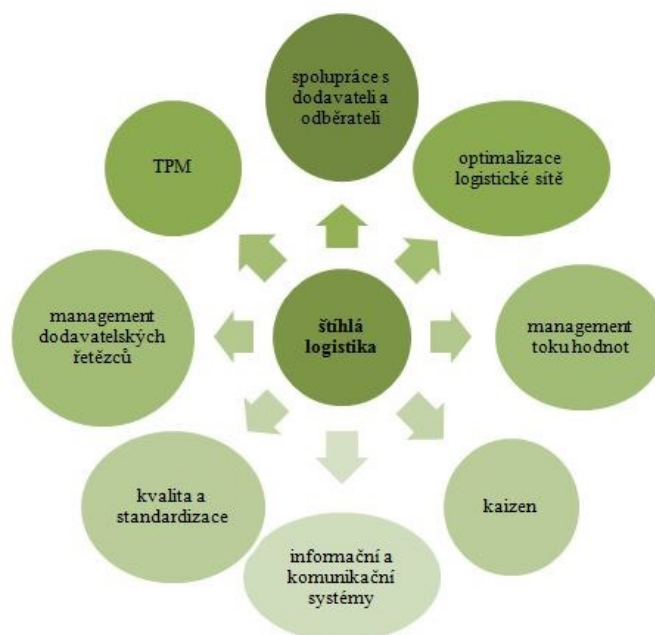 spolupráce s
dodavateli a
odběrateli
optimalizace
logistické sítě
management
toku hodnot
kaizen
informační a
komunikační
systémy
kvalita a
standardizace
management
dodavatelských
řetězců
TPM
štíhlá
logistika